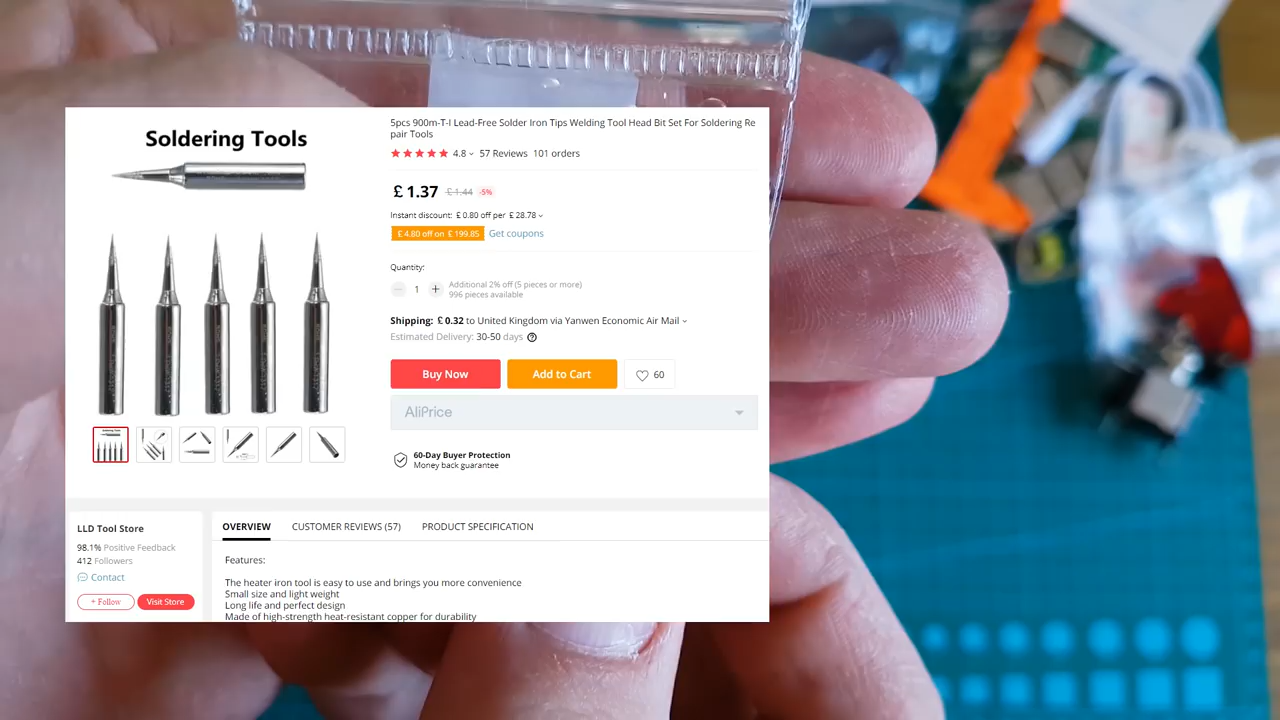 Soldering Tools
5pcs 900m-T-I Lead-Free Solder Iron Tips Welding Tool Head Bit Set For Soldering Re
pair Tools
4.8 57 Reviews 101 orders
£ 1.37 £ 1.44 -5%
Instant discount: £ 0.80 off per £ 28.78
£ 4.80 off on £ 199.85 Get coupons
Quantity:
1
Additional 2% off (5 pieces or more)
996 pieces available
Shipping: £ 0.32 to United Kingdom via Yanwen Economic Air Mail
Estimated Delivery: 30-50 days
Buy Now Add to Cart 60
AliPrice
60-Day Buyer Protection
Money back guarantee
LLD Tool Store
98.1% Positive Feedback
412 Followers
Contact
+ Follow Visit Store
OVERVIEW CUSTOMER REVIEWS (57) PRODUCT SPECIFICATION
Features:
The heater iron tool is easy to use and brings you more convenience
Small size and light weight
Long life and perfect design
Made of high-strength heat-resistant copper for durability